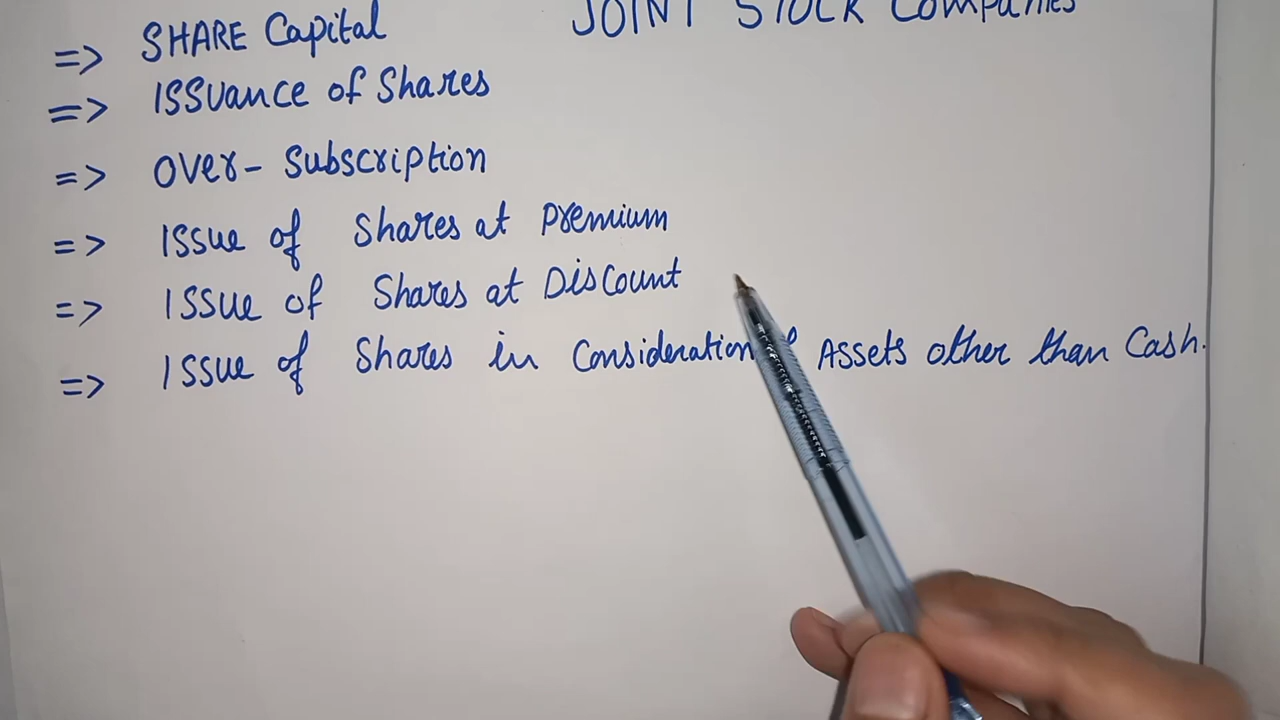 JOINT STOCK Companies
=> SHARE Capital
=> ISSUance of Shares
=> OVER- Subscription
=> ISSUE of Shares at Premium
=> ISSUE of Shares at DisCount
=> ISSUE of Shares in Consideration Assets other than Cash.